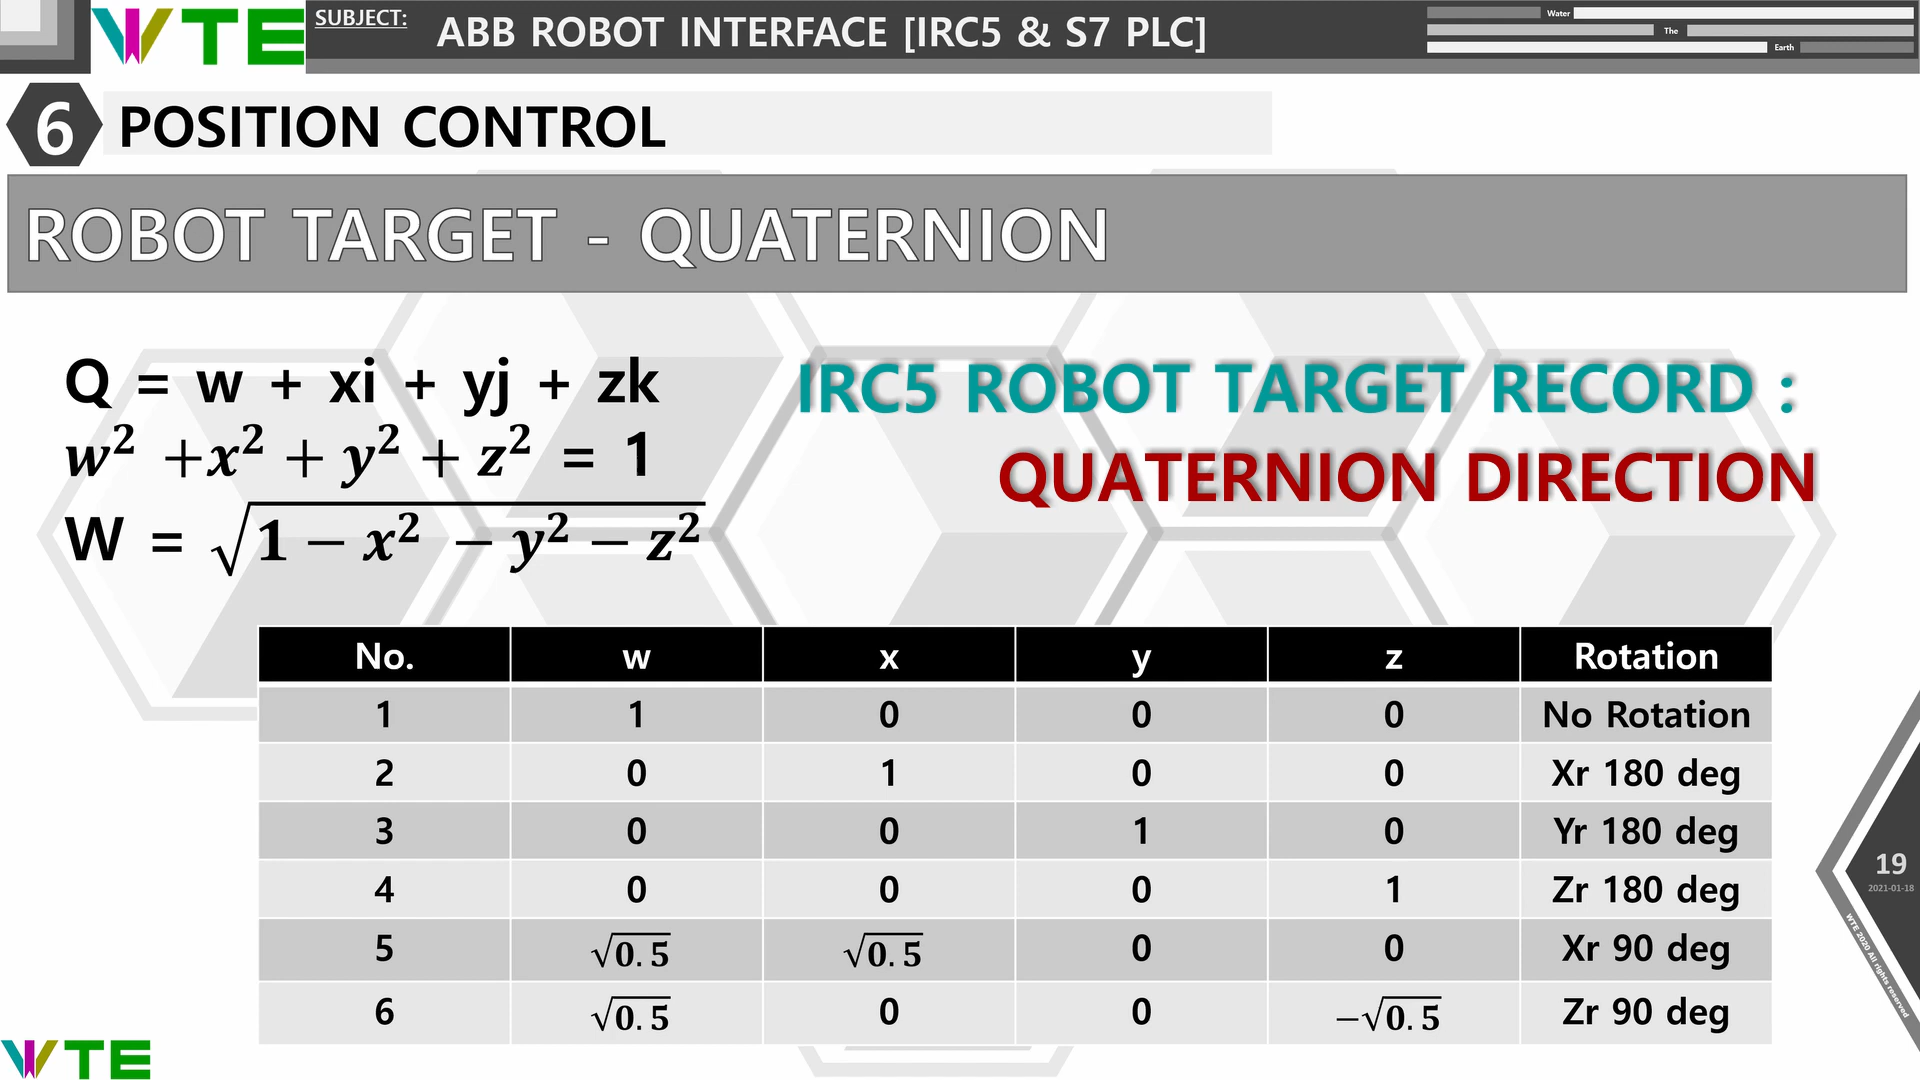 WTE
SUBJECT:
ABB ROBOT INTERFACE [IRC5 & S7 PLC]
Water
The
Earth
6 POSITION CONTROL
ROBOT TARGET - QUATERNION
Q = w + xi + yj + zk
w² +x² + y² + z² = 1
W = √1 − x² − y² − z²
IRC5 ROBOT TARGET RECORD :
QUATERNION DIRECTION
No. w x y z Rotation
1 1 0 0 0 No Rotation
2 0 1 0 0 Xr 180 deg
3 0 0 1 0 Yr 180 deg
4 0 0 0 1 Zr 180 deg
5 √0.5 √0.5 0 0 Xr 90 deg
6 √0.5 0 0 −√0.5 Zr 90 deg
19
2021-01-18
WTE 2020 All rights reserved
WTE